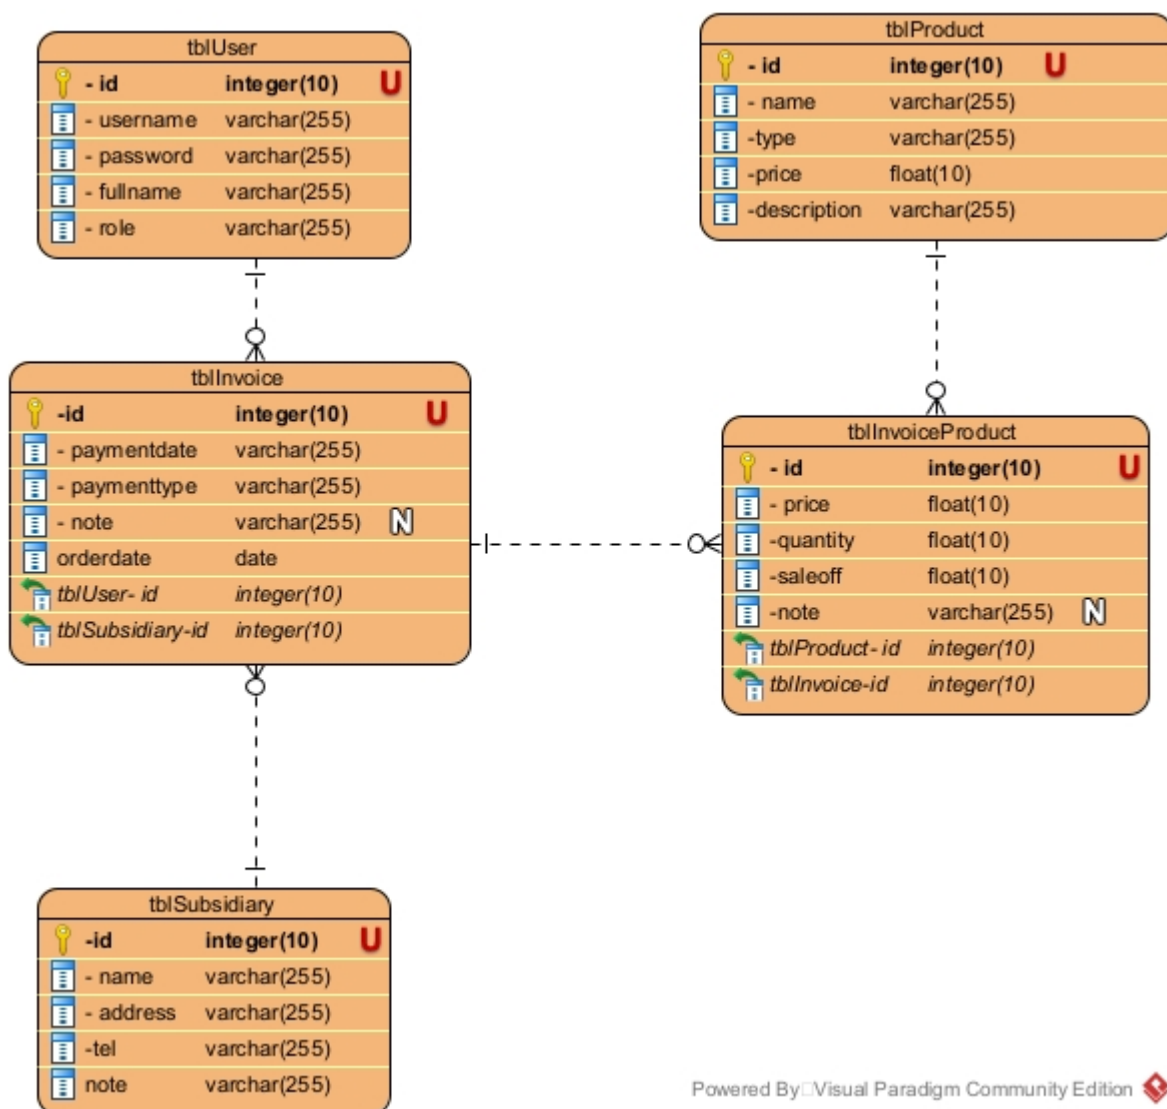 tblUser
- id integer(10) U
- username varchar(255)
- password varchar(255)
- fullname varchar(255)
- role varchar(255)
tblProduct
- id integer(10) U
- name varchar(255)
-type varchar(255)
-price float(10)
-description varchar(255)
tblInvoice
-id integer(10) U
- paymentdate varchar(255)
- paymenttype varchar(255)
- note varchar(255) N
orderdate date
tblUser- id integer(10)
tblSubsidiary-id integer(10)
tblInvoiceProduct
- id integer(10) U
- price float(10)
-quantity float(10)
-saleoff float(10)
-note varchar(255) N
tblProduct- id integer(10)
tblInvoice-id integer(10)
tblSubsidiary
-id integer(10) U
- name varchar(255)
- address varchar(255)
-tel varchar(255)
note varchar(255)
Powered By Visual Paradigm Community Edition